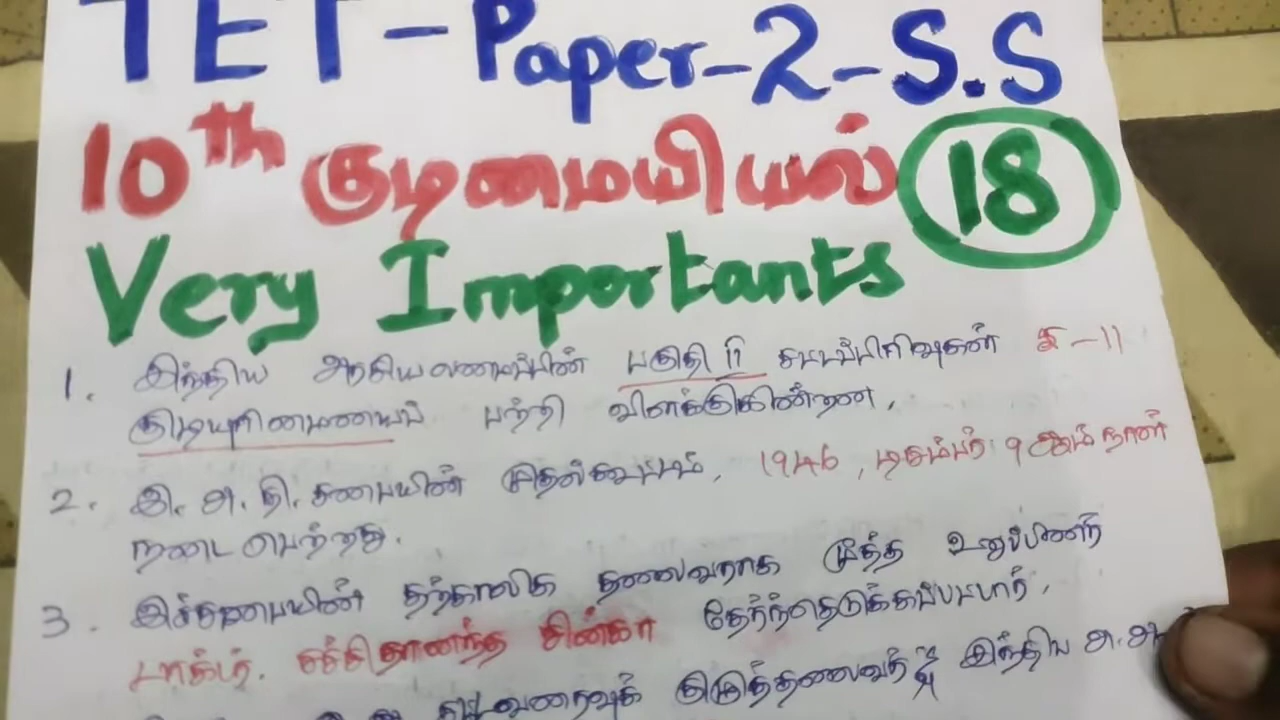 TET - Paper - 2 - S.S
10th குடிமையியல் 18
Very Importants
1. இந்திய அரசியலமைப்பின் பகுதி II சட்டப்பிரிவுகள் 5 - 11
குடியுரிமையைப் பற்றி விளக்குகின்றன.
2. இ. அ. நி. சபையின் முதல்கூட்டம், 1946, டிசம்பர் 9 ஆம் நாள்
நடைபெற்றது.
3. இச்சபையின் தற்காலிக தலைவராக மூத்த உறுப்பினர்
டாக்டர். சச்சிதானந்த சின்கா தேர்ந்தெடுக்கப்பட்டார்.
இந்திய அ.